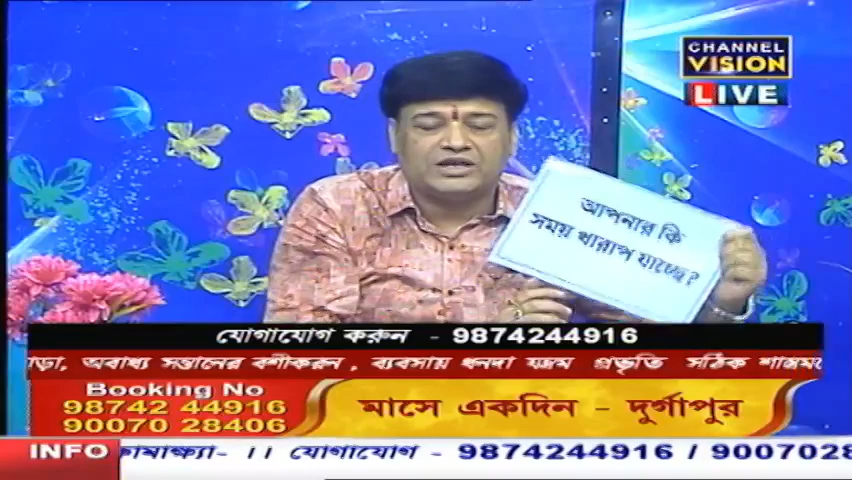 CHANNEL
VISION
LIVE
আপনার কি
সময় খারাপ যাচ্ছে?
যোগাযোগ করুন - 9874244916
অবাধ্য সন্তানের বশীকরন , ব্যবসায় ধনদা যন্ত্রম প্রভৃতি সঠিক
Booking No
98742 44916
90070 28406
মাসে একদিন - দুর্গাপুর
INFO
কামাক্ষ্যা- ।। যোগাযোগ - 9874244916 / 9007028